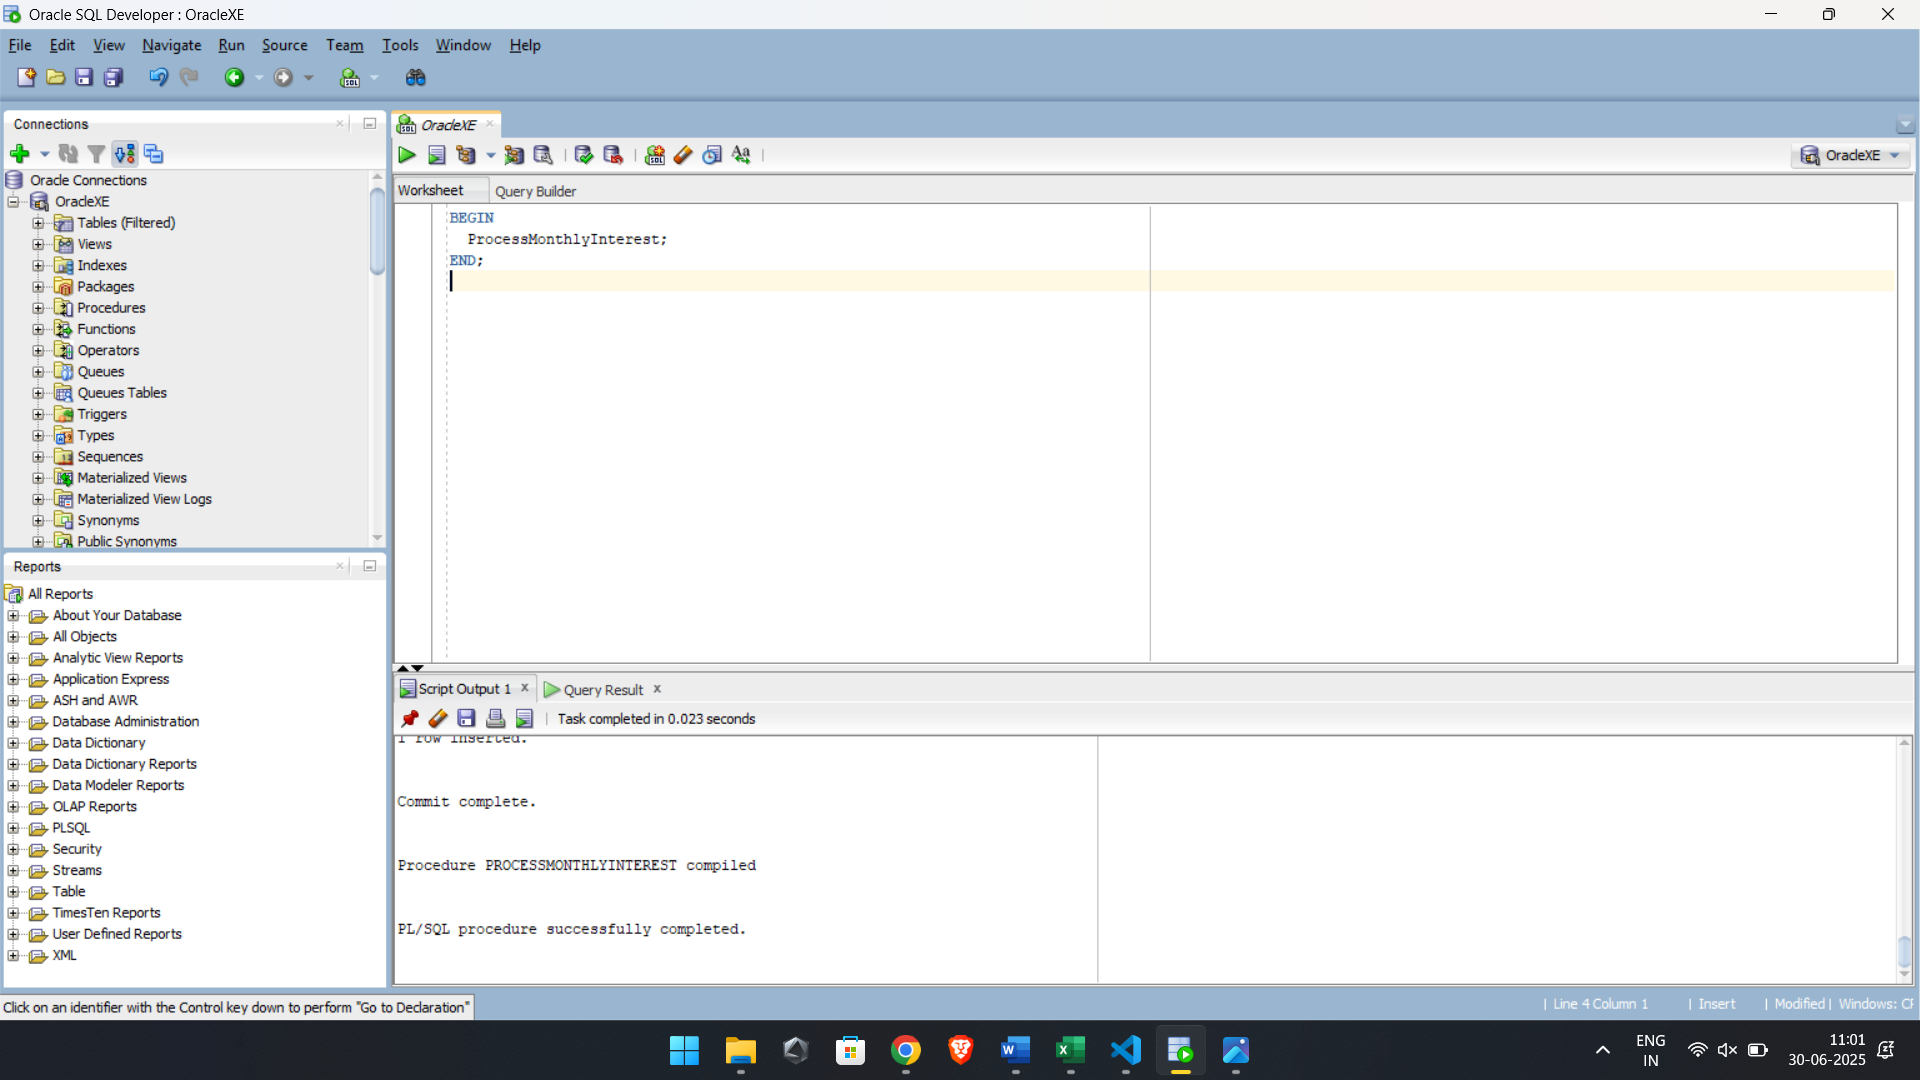 Oracle SQL Developer : OracleXE
File Edit View Navigate Run Source Team Tools Window Help
Connections
Oracle Connections
OracleXE
Tables (Filtered)
Views
Indexes
Packages
Procedures
Functions
Operators
Queues
Queues Tables
Triggers
Types
Sequences
Materialized Views
Materialized View Logs
Synonyms
Public Synonyms
Reports
All Reports
About Your Database
All Objects
Analytic View Reports
Application Express
ASH and AWR
Database Administration
Data Dictionary
Data Dictionary Reports
Data Modeler Reports
OLAP Reports
PLSQL
Security
Streams
Table
TimesTen Reports
User Defined Reports
XML
OracleXE
OracleXE
Worksheet Query Builder
BEGIN
ProcessMonthlyInterest;
END;
Script Output 1 Query Result
Task completed in 0.023 seconds
1 row inserted.
Commit complete.
Procedure PROCESSMONTHLYINTEREST compiled
PL/SQL procedure successfully completed.
Click on an identifier with the Control key down to perform "Go to Declaration"
Line 4 Column 1 Insert Modified Windows:
ENG
IN
11:01
30-06-2025